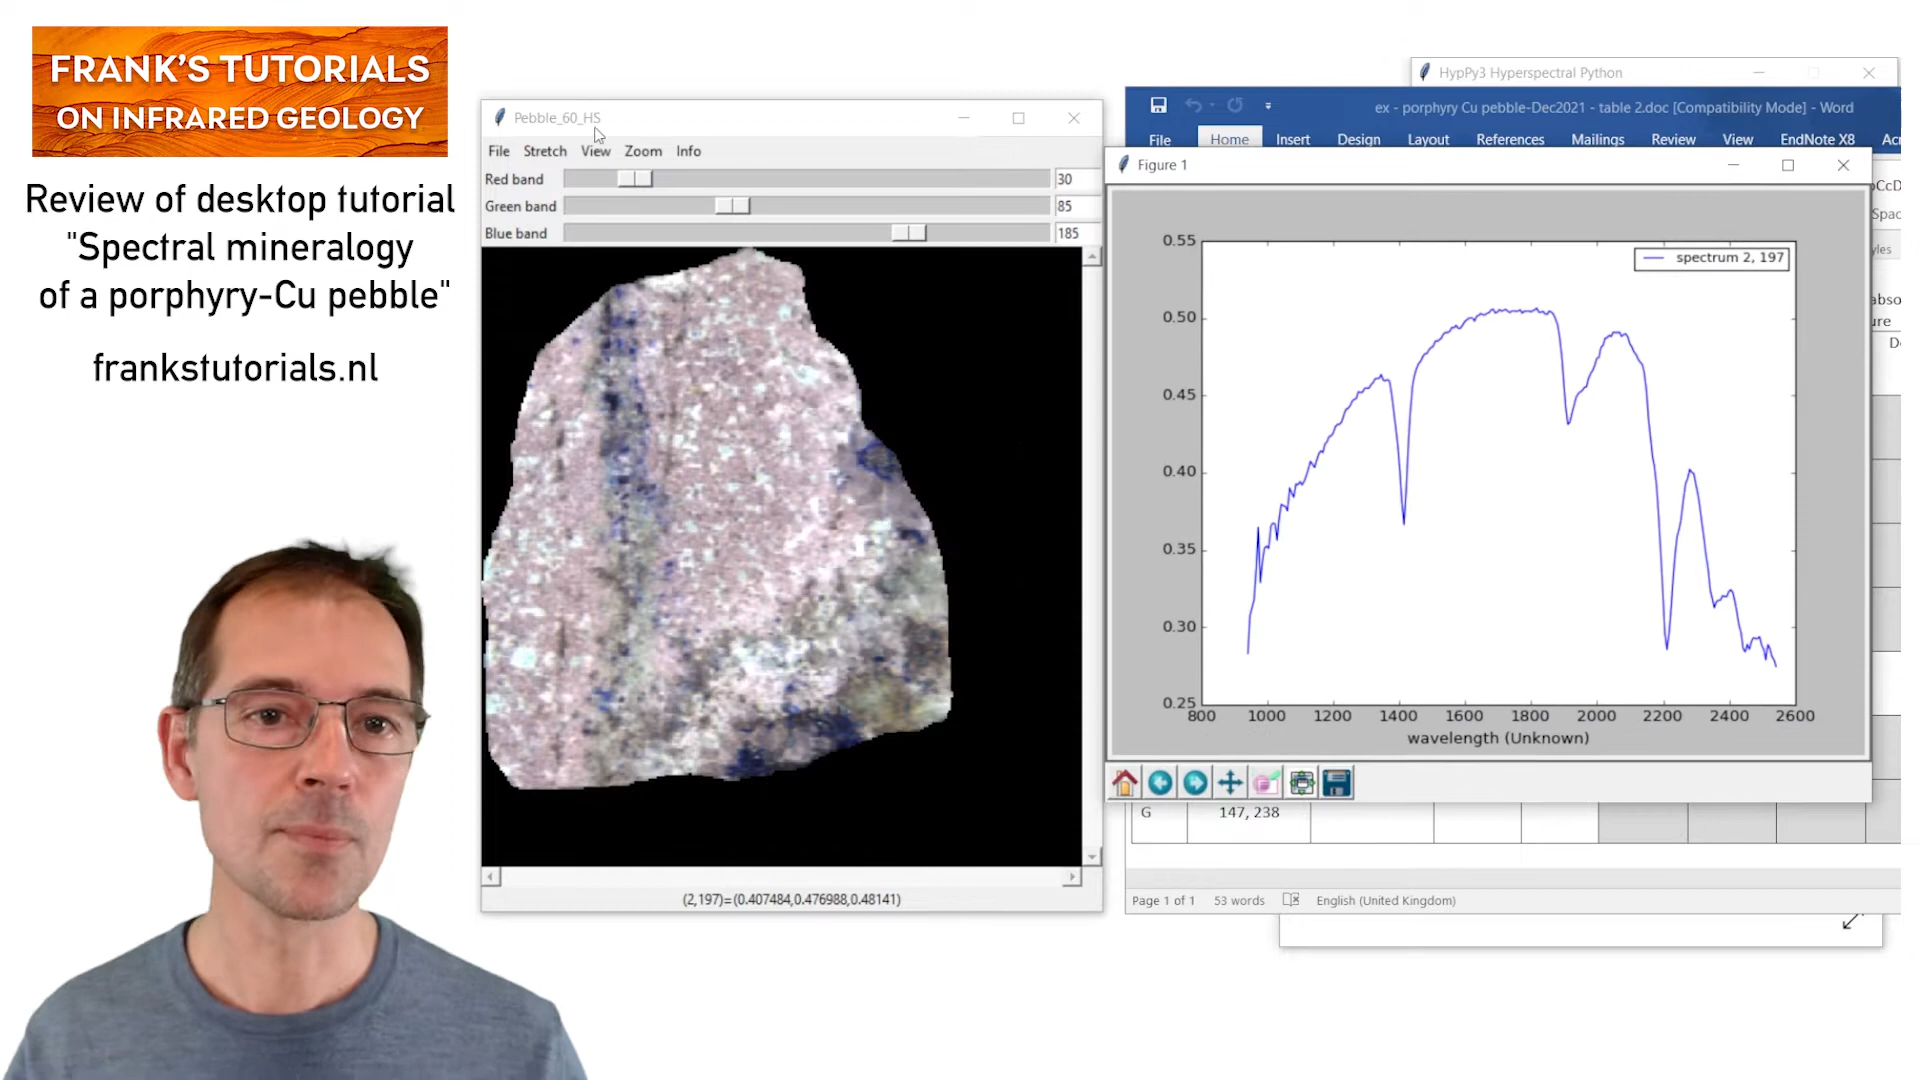 FRANK'S TUTORIALS
ON INFRARED GEOLOGY
Review of desktop tutorial
"Spectral mineralogy
of a porphyry-Cu pebble"
frankstutorials.nl
Pebble_60_HS
File Stretch View Zoom Info
Red band 30
Green band 85
Blue band 185
(2,197)=(0.407484,0.476988,0.48141)
HypPy3 Hyperspectral Python
ex - porphyry Cu pebble-Dec2021 - table 2.doc [Compatibility Mode] - Word
File Home Insert Design Layout References Mailings Review View EndNote X8
Figure 1
spectrum 2, 197
0.55
0.50
0.45
0.40
0.35
0.30
0.25
800 1000 1200 1400 1600 1800 2000 2200 2400 2600
wavelength (Unknown)
G 147, 238
Page 1 of 1 53 words English (United Kingdom)